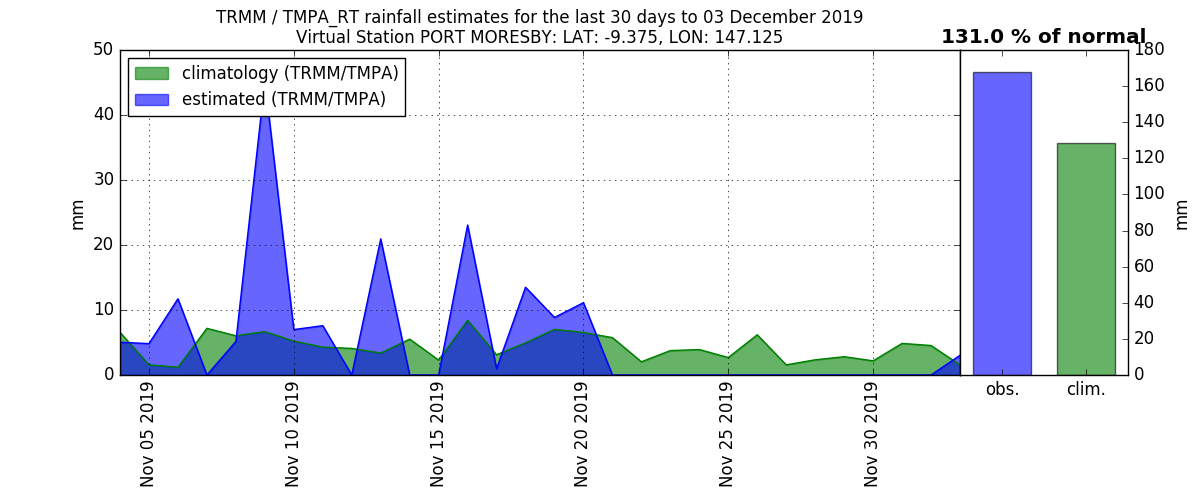 TRMM / TMPA_RT rainfall estimates for the last 30 days to 03 December 2019
Virtual Station PORT MORESBY: LAT: -9.375, LON: 147.125
131.0 % of normal
climatology (TRMM/TMPA)
estimated (TRMM/TMPA)
50
40
30
20
10
0
mm
Nov 05 2019
Nov 10 2019
Nov 15 2019
Nov 20 2019
Nov 25 2019
Nov 30 2019
180
160
140
120
100
80
60
40
20
0
mm
obs.
clim.